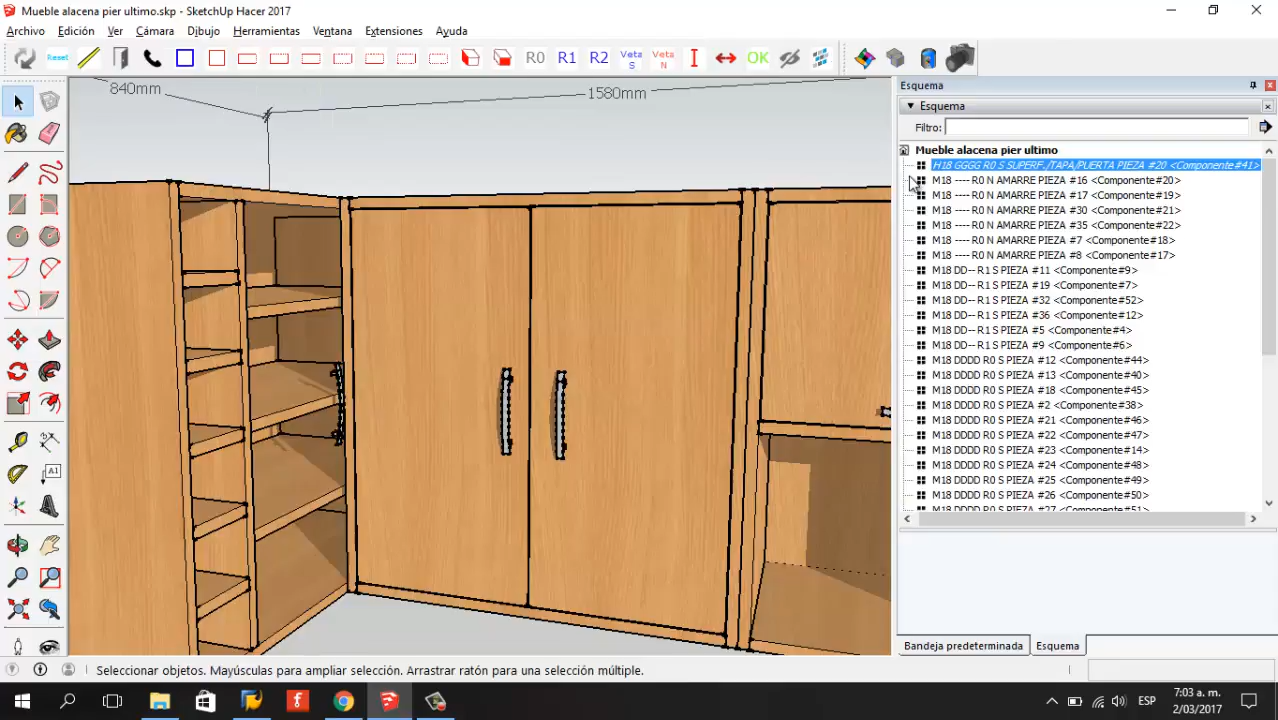 Mueble alacena pier ultimo.skp - SketchUp Hacer 2017
Archivo Edición Ver Cámara Dibujo Herramientas Ventana Extensiones Ayuda
Reset R0 R1 R2 Veta S Veta N OK
Esquema
Esquema
Filtro:
Mueble alacena pier ultimo
H18 GGGG R0 S SUPERF./TAPA/PUERTA PIEZA #20 <Componente#41>
M18 ---- R0 N AMARRE PIEZA #16 <Componente#20>
M18 ---- R0 N AMARRE PIEZA #17 <Componente#19>
M18 ---- R0 N AMARRE PIEZA #30 <Componente#21>
M18 ---- R0 N AMARRE PIEZA #35 <Componente#22>
M18 ---- R0 N AMARRE PIEZA #7 <Componente#18>
M18 ---- R0 N AMARRE PIEZA #8 <Componente#17>
M18 DD-- R1 S PIEZA #11 <Componente#9>
M18 DD-- R1 S PIEZA #19 <Componente#7>
M18 DD-- R1 S PIEZA #32 <Componente#52>
M18 DD-- R1 S PIEZA #36 <Componente#12>
M18 DD-- R1 S PIEZA #5 <Componente#4>
M18 DD-- R1 S PIEZA #9 <Componente#6>
M18 DDDD R0 S PIEZA #12 <Componente#44>
M18 DDDD R0 S PIEZA #13 <Componente#40>
M18 DDDD R0 S PIEZA #18 <Componente#45>
M18 DDDD R0 S PIEZA #2 <Componente#38>
M18 DDDD R0 S PIEZA #21 <Componente#46>
M18 DDDD R0 S PIEZA #22 <Componente#47>
M18 DDDD R0 S PIEZA #23 <Componente#14>
M18 DDDD R0 S PIEZA #24 <Componente#48>
M18 DDDD R0 S PIEZA #25 <Componente#49>
M18 DDDD R0 S PIEZA #26 <Componente#50>
M18 DDDD R0 S PIEZA #27 <Componente#51>
840mm
1580mm
Bandeja predeterminada Esquema
Seleccionar objetos. Mayúsculas para ampliar selección. Arrastrar ratón para una selección múltiple.
ESP
7:03 a. m.
2/03/2017